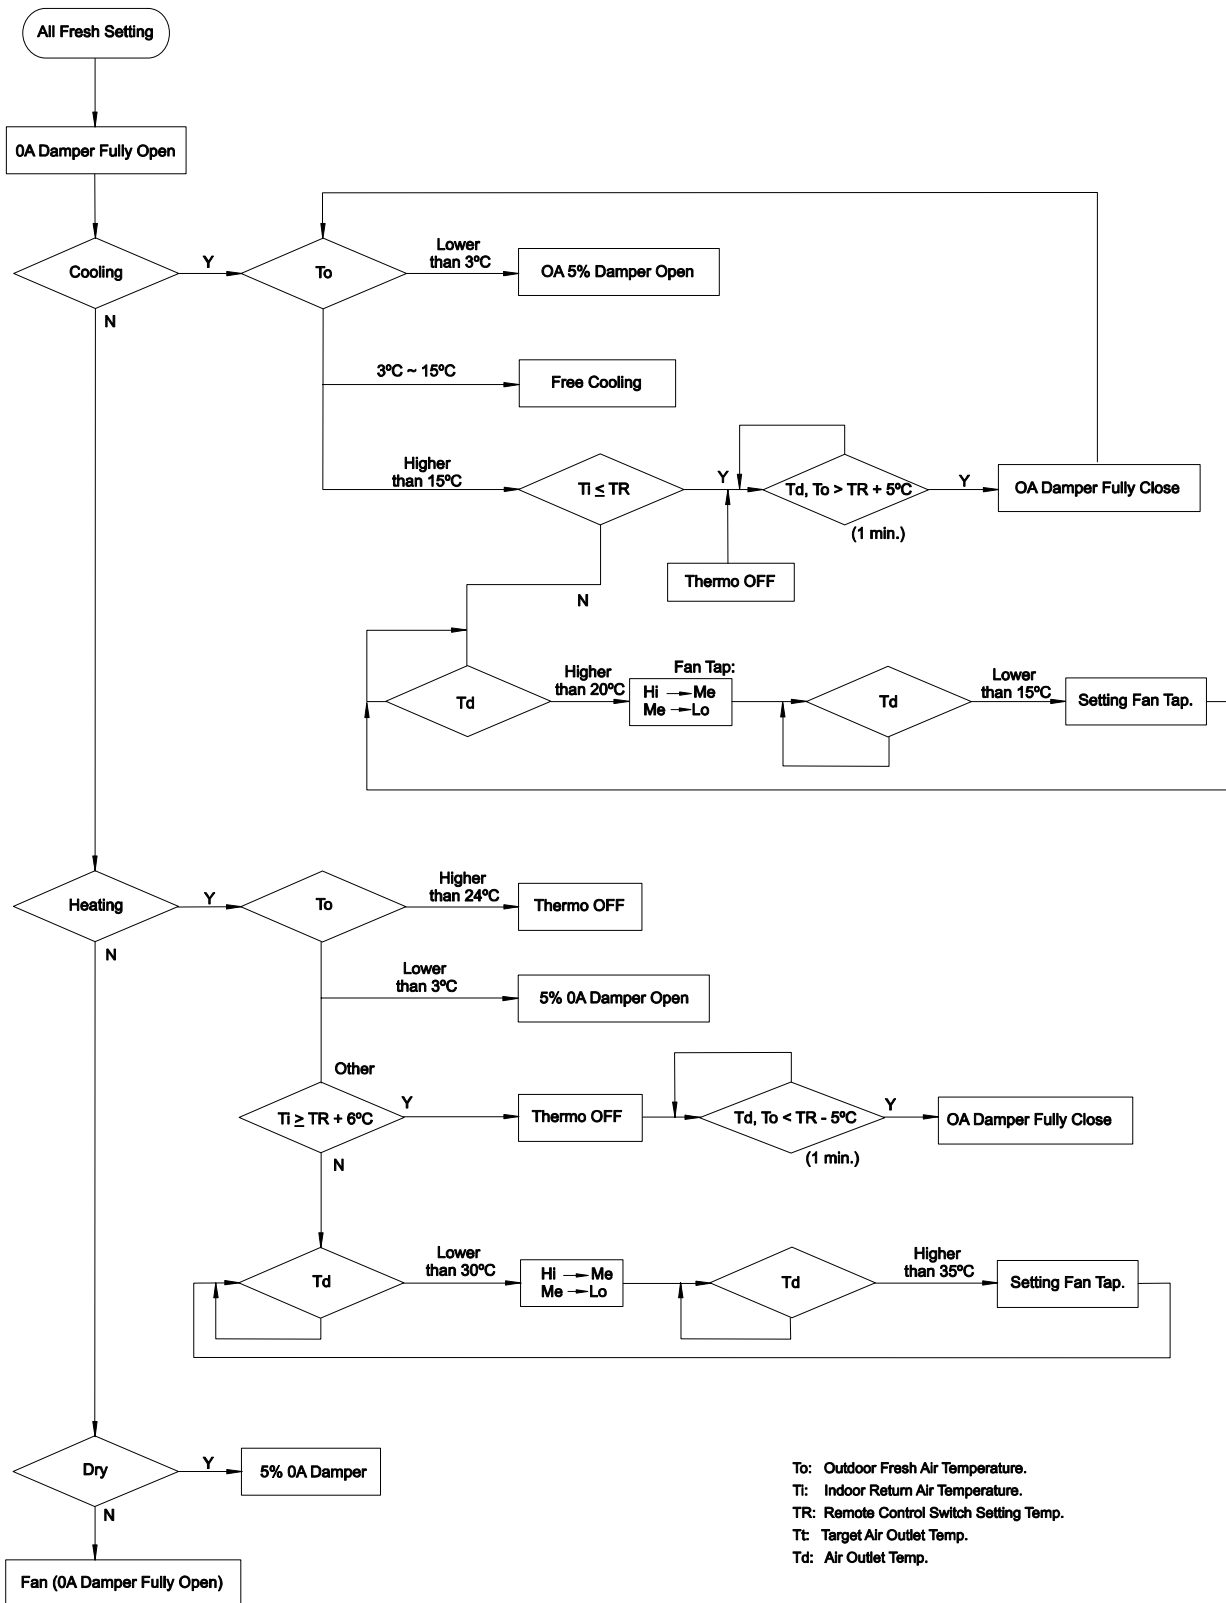 All Fresh Setting
0A Damper Fully Open
Cooling
Y
N
To
Lower
than 3ºC
OA 5% Damper Open
3ºC ~ 15ºC
Free Cooling
Higher
than 15ºC
Ti ≤ TR
Y
N
Thermo OFF
Td, To > TR + 5ºC
(1 min.)
Y
OA Damper Fully Close
Td
Higher
than 20ºC
Fan Tap:
Hi → Me
Me → Lo
Td
Lower
than 15ºC
Setting Fan Tap.
Heating
Y
N
To
Higher
than 24ºC
Thermo OFF
Lower
than 3ºC
5% 0A Damper Open
Other
Ti ≥ TR + 6ºC
Y
N
Thermo OFF
Td, To < TR - 5ºC
(1 min.)
Y
OA Damper Fully Close
Td
Lower
than 30ºC
Hi → Me
Me → Lo
Td
Higher
than 35ºC
Setting Fan Tap.
Dry
Y
N
5% 0A Damper
Fan (0A Damper Fully Open)
To: Outdoor Fresh Air Temperature.
Ti: Indoor Return Air Temperature.
TR: Remote Control Switch Setting Temp.
Tt: Target Air Outlet Temp.
Td: Air Outlet Temp.